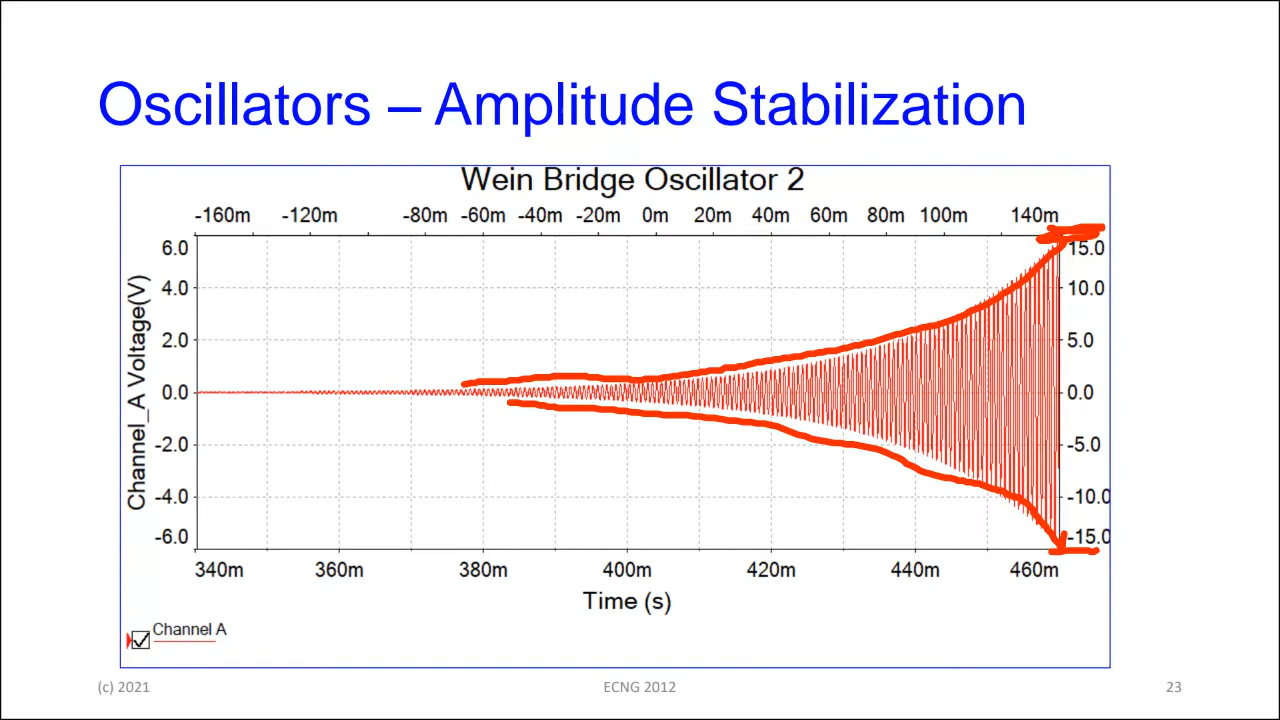 Oscillators – Amplitude Stabilization
Wein Bridge Oscillator 2
-160m -120m -80m -60m -40m -20m 0m 20m 40m 60m 80m 100m 140m
6.0 15.0
4.0 10.0
2.0 5.0
0.0 0.0
-2.0 -5.0
-4.0 -10.0
-6.0 -15.0
Channel_A Voltage(V)
340m 360m 380m 400m 420m 440m 460m
Time (s)
Channel A
(c) 2021 ECNG 2012 23